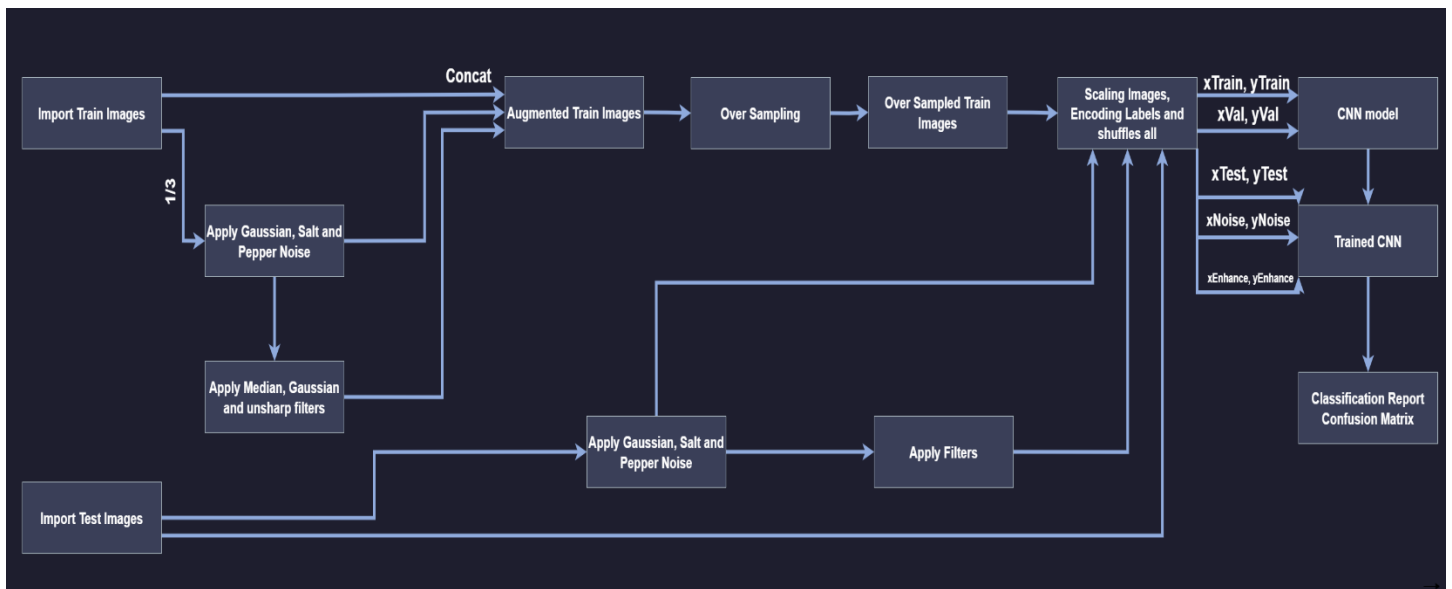 Import Train Images
Concat
1/3
Apply Gaussian, Salt and
Pepper Noise
Apply Median, Gaussian
and unsharp filters
Augmented Train Images
Over Sampling
Over Sampled Train
Images
Scaling Images,
Encoding Labels and
shuffles all
xTrain, yTrain
xVal, yVal
xTest, yTest
xNoise, yNoise
xEnhance, yEnhance
CNN model
Trained CNN
Classification Report
Confusion Matrix
Import Test Images
Apply Gaussian, Salt and
Pepper Noise
Apply Filters